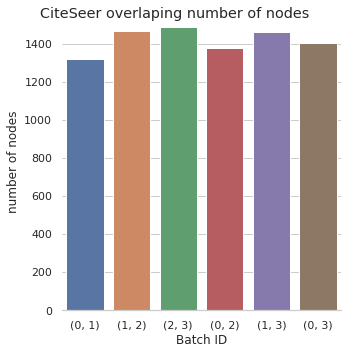 CiteSeer overlaping number of nodes
number of nodes
1400
1200
1000
800
600
400
200
0
(0, 1) (1, 2) (2, 3) (0, 2) (1, 3) (0, 3)
Batch ID